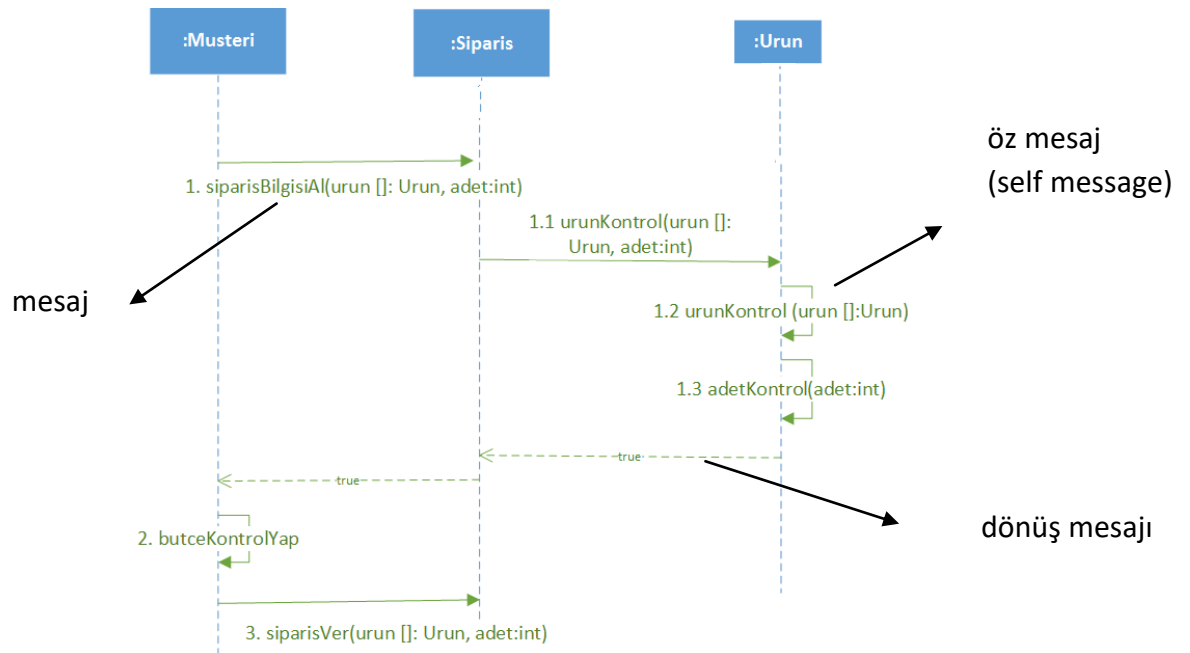 :Musteri
:Siparis
:Urun
öz mesaj
(self message)
1. siparisBilgisiAl(urun []: Urun, adet:int)
1.1 urunKontrol(urun []:
Urun, adet:int)
mesaj
1.2 urunKontrol (urun []:Urun)
1.3 adetKontrol(adet:int)
true
true
dönüş mesajı
2. butceKontrolYap
3. siparisVer(urun []: Urun, adet:int)